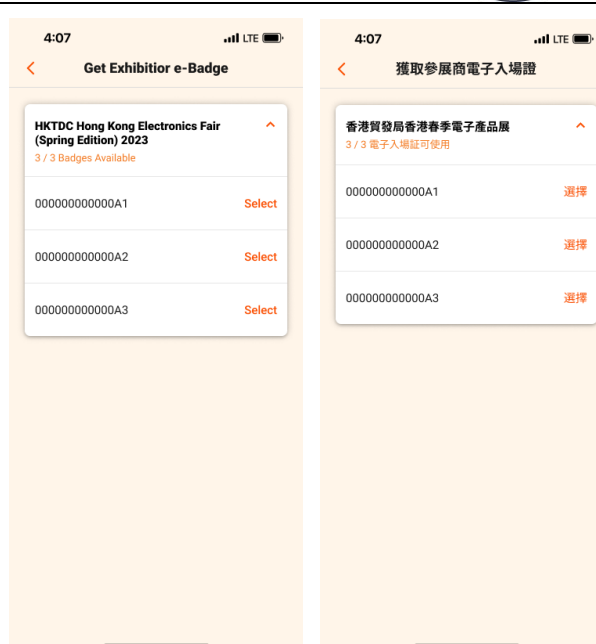 4:07
LTE
Get Exhibitior e-Badge
HKTDC Hong Kong Electronics Fair
(Spring Edition) 2023
3 / 3 Badges Available
000000000000A1 Select
000000000000A2 Select
000000000000A3 Select
4:07
LTE
獲取參展商電子入場證
香港貿發局香港春季電子產品展
3 / 3 電子入場証可使用
000000000000A1 選擇
000000000000A2 選擇
000000000000A3 選擇